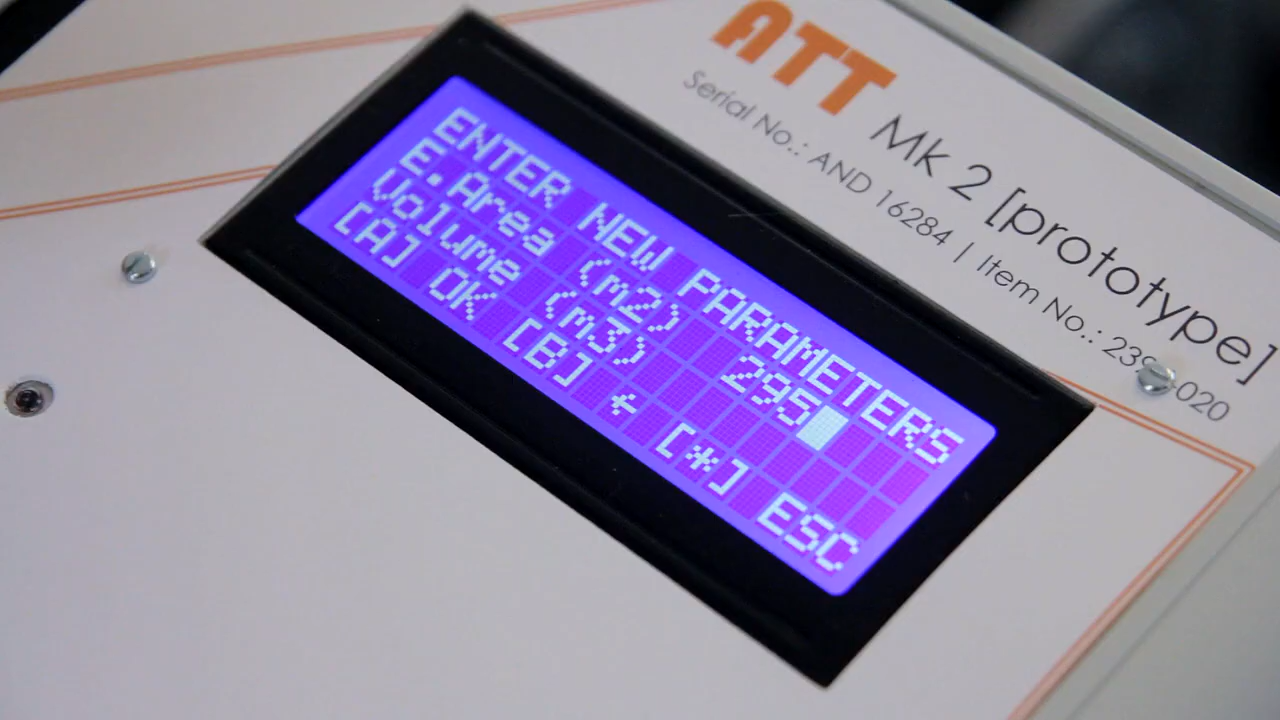 ATT Mk 2 [prototype]
Serial No.: AND 16284 | Item No.:
ENTER NEW PARAMETERS
E.Area (m2) 295
Volume (m3)
[A] OK [B] ← [*] ESC